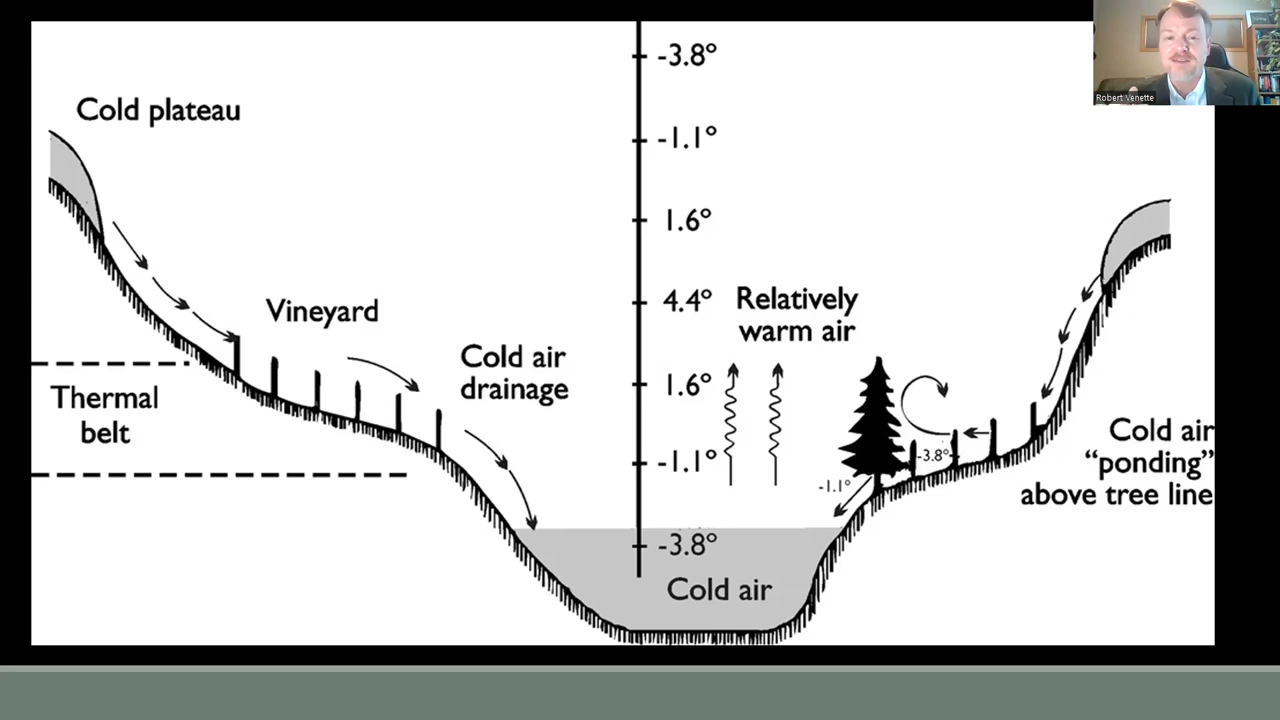 Robert Venette
-3.8°
Cold plateau
-1.1°
1.6°
4.4°
Relatively
warm air
Vineyard
Cold air
drainage
1.6°
Thermal
belt
-1.1°
-3.8°
-1.1°
Cold air
“ponding”
above tree line
-3.8°
Cold air